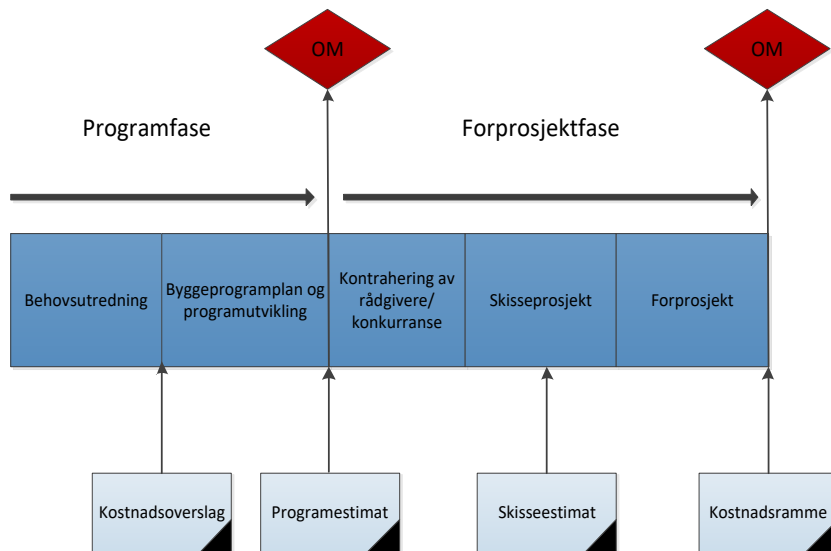 OM
OM
Programfase
Forprosjektfase
Behovsutredning
Byggeprogramplan og
programutvikling
Kontrahering av
rådgivere/
konkurranse
Skisseprosjekt
Forprosjekt
Kostnadsoverslag
Programestimat
Skisseestimat
Kostnadsramme